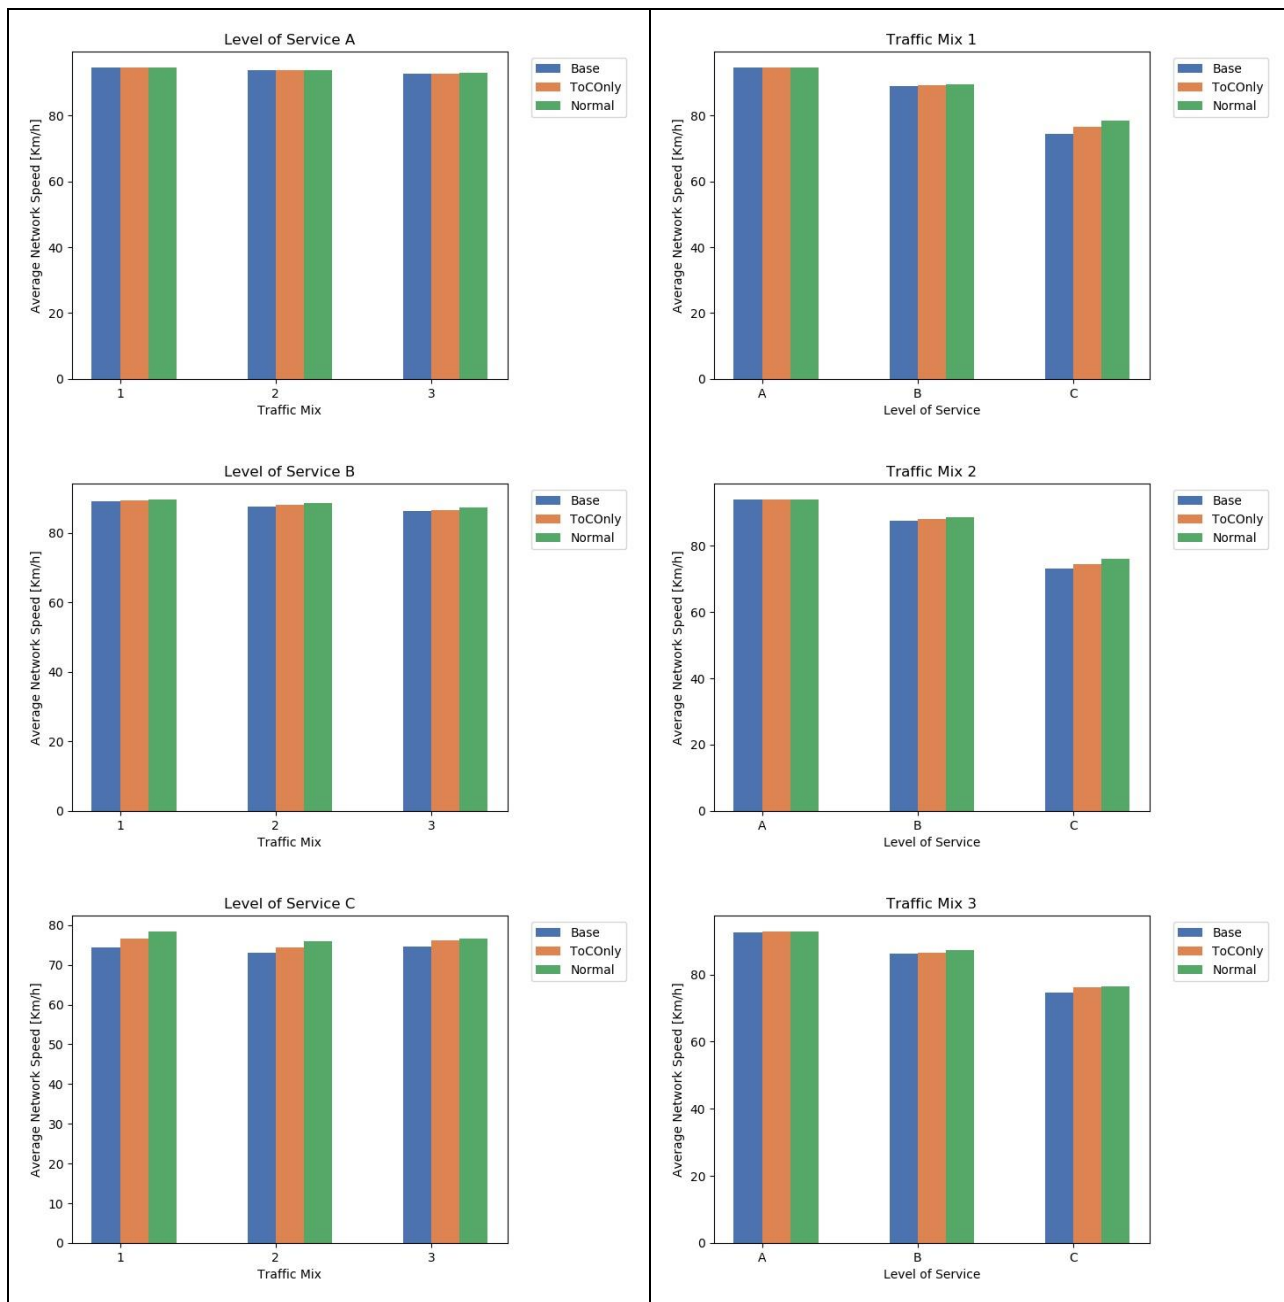 Level of Service A
Average Network Speed [Km/h]
80
60
40
20
0
1 2 3
Traffic Mix
Base
ToCOnly
Normal
Traffic Mix 1
Average Network Speed [Km/h]
80
60
40
20
0
A B C
Level of Service
Base
ToCOnly
Normal
Level of Service B
Average Network Speed [Km/h]
80
60
40
20
0
1 2 3
Traffic Mix
Base
ToCOnly
Normal
Traffic Mix 2
Average Network Speed [Km/h]
80
60
40
20
0
A B C
Level of Service
Base
ToCOnly
Normal
Level of Service C
Average Network Speed [Km/h]
80
70
60
50
40
30
20
10
0
1 2 3
Traffic Mix
Base
ToCOnly
Normal
Traffic Mix 3
Average Network Speed [Km/h]
80
60
40
20
0
A B C
Level of Service
Base
ToCOnly
Normal